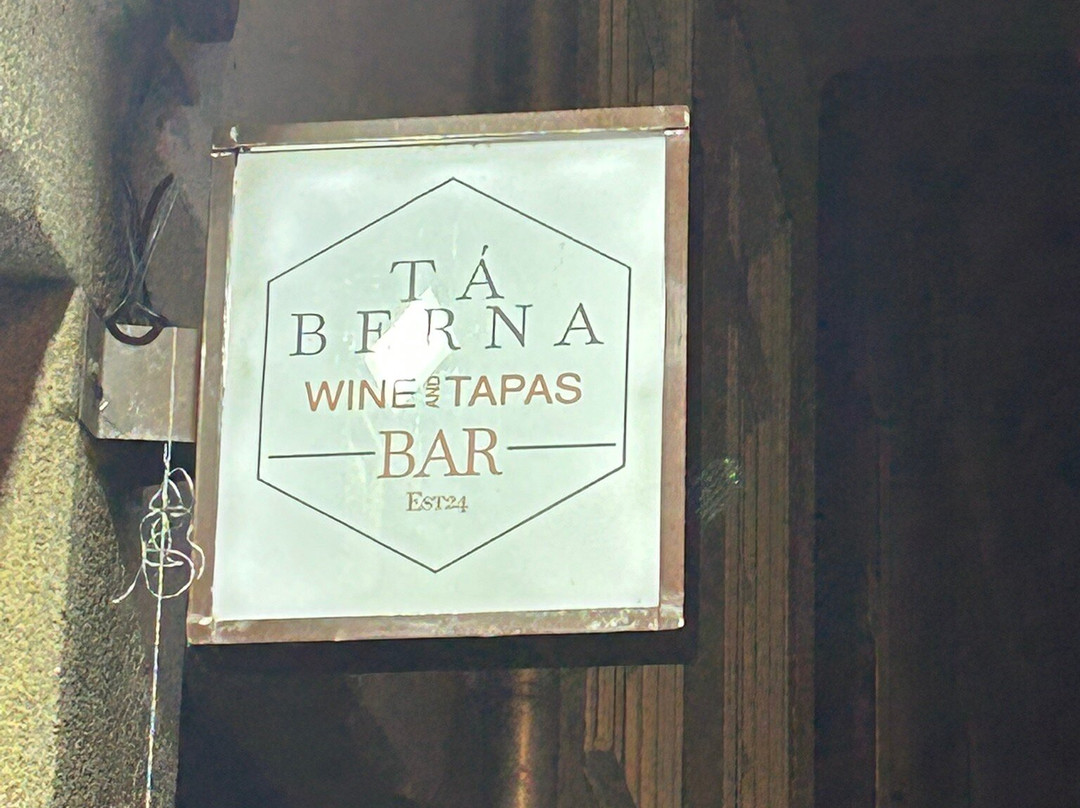 TÁ
BERNA
WINE AND TAPAS
BAR
EST24